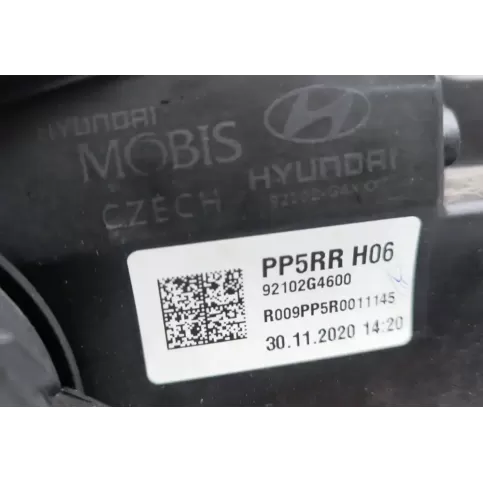 HYUNDAI
MOBIS
HYUNDAI
CZECH
PP5RR H06
92102G4600
R009PP5R0011145
30.11.2020 14:20